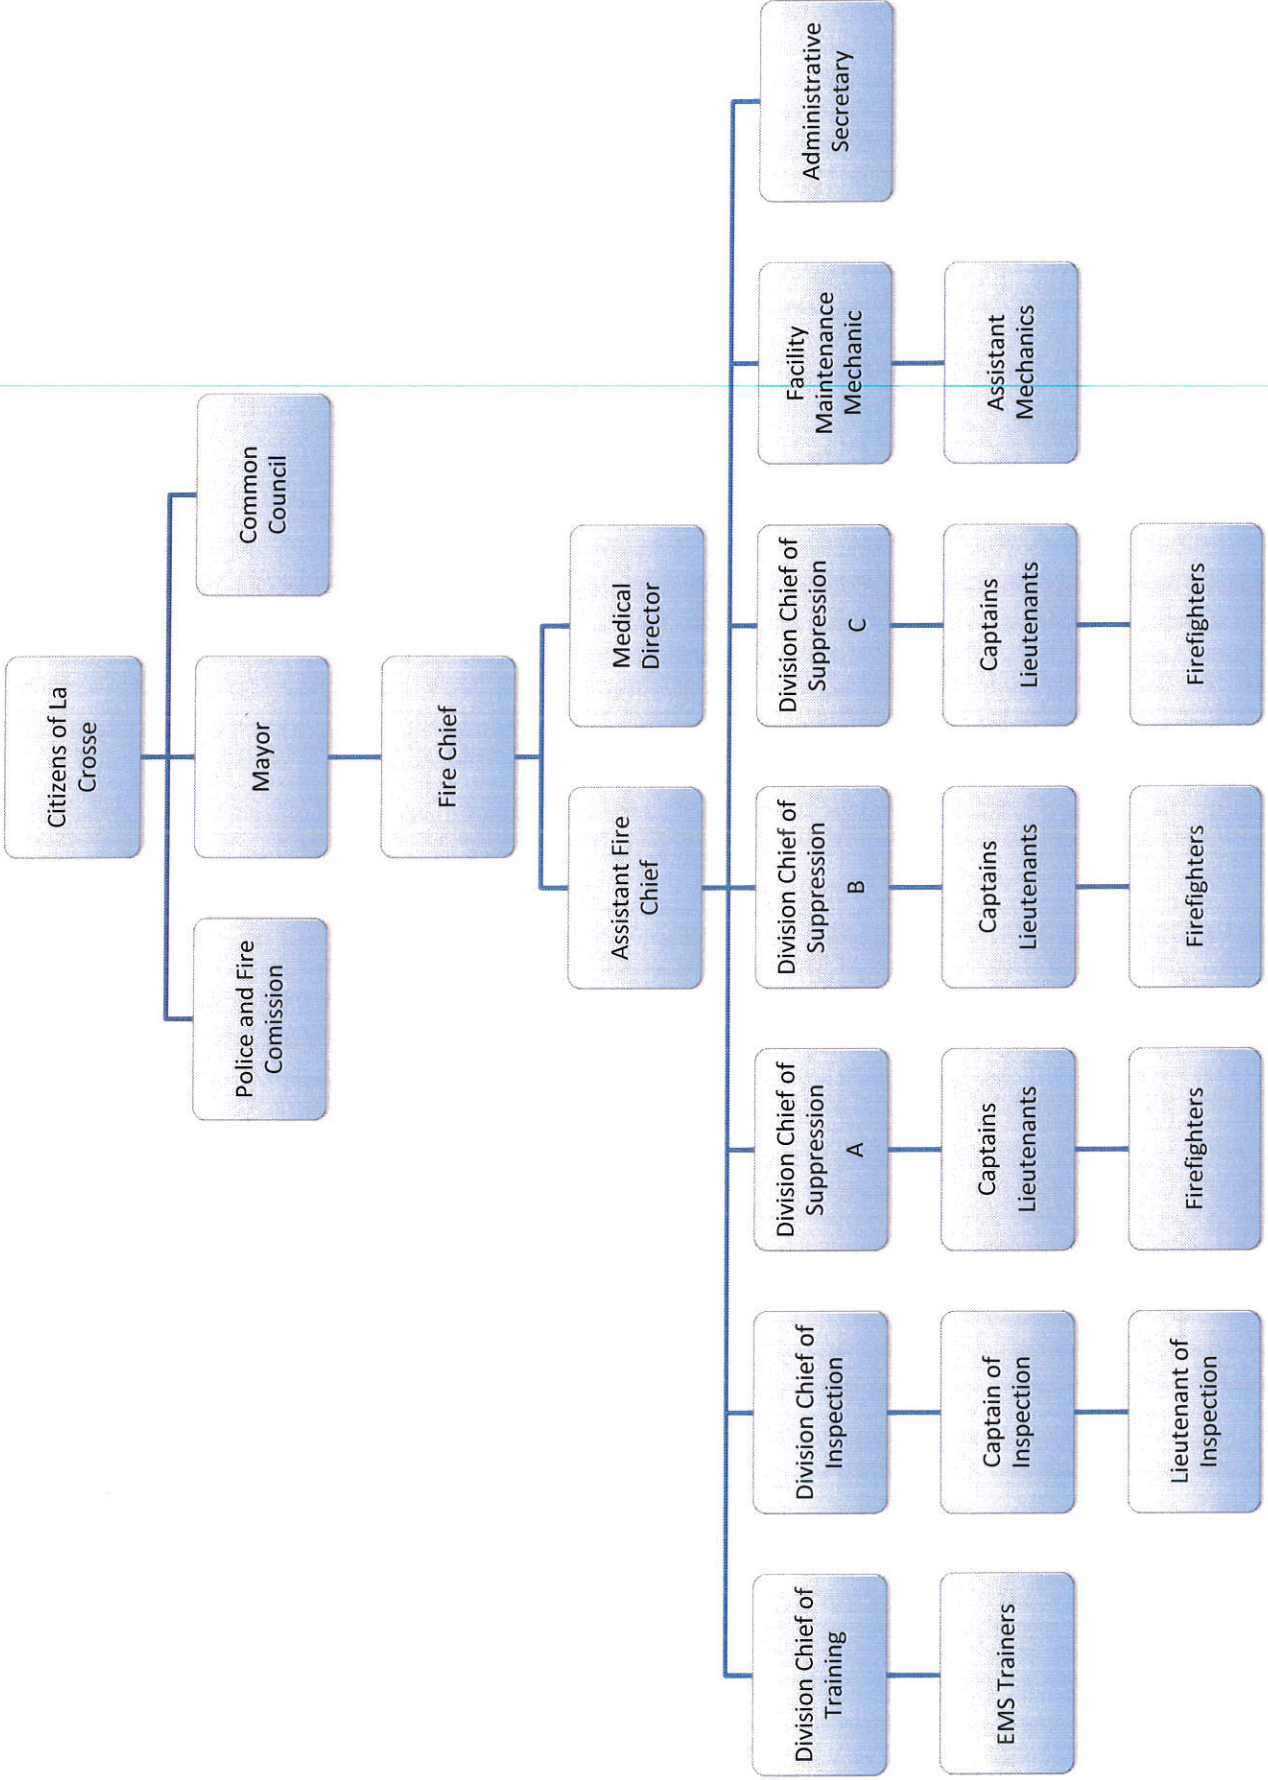 Citizens of La
Crosse
Police and Fire
Comission
Mayor
Common
Council
Fire Chief
Assistant Fire
Chief
Medical
Director
Division Chief of
Training
Division Chief of
Inspection
Division Chief of
Suppression
A
Division Chief of
Suppression
B
Division Chief of
Suppression
C
Facility
Maintenance
Mechanic
Administrative
Secretary
EMS Trainers
Captain of
Inspection
Captains
Lieutenants
Captains
Lieutenants
Captains
Lieutenants
Assistant
Mechanics
Lieutenant of
Inspection
Firefighters
Firefighters
Firefighters